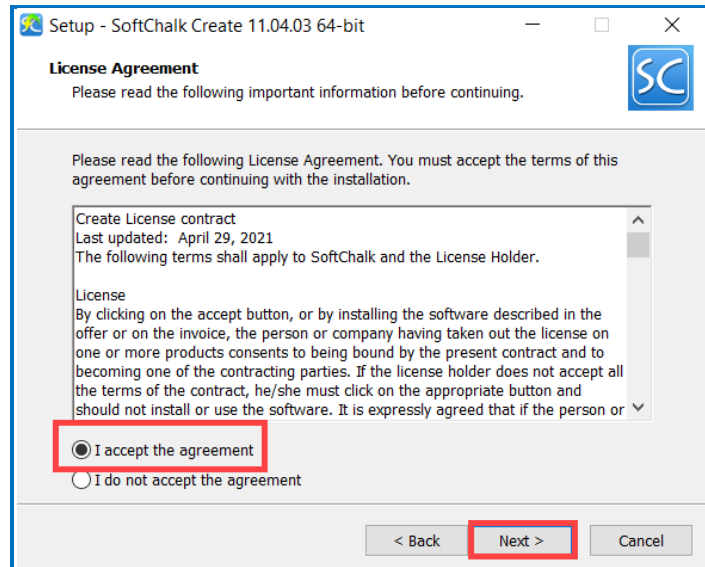 Setup - SoftChalk Create 11.04.03 64-bit
License Agreement
Please read the following important information before continuing.
SC
Please read the following License Agreement. You must accept the terms of this
agreement before continuing with the installation.
Create License contract
Last updated:  April 29, 2021
The following terms shall apply to SoftChalk and the License Holder.
License
By clicking on the accept button, or by installing the software described in the
offer or on the invoice, the person or company having taken out the license on
one or more products consents to being bound by the present contract and to
becoming one of the contracting parties. If the license holder does not accept all
the terms of the contract, he/she must click on the appropriate button and
should not install or use the software. It is expressly agreed that if the person or
I accept the agreement
I do not accept the agreement
< Back
Next >
Cancel